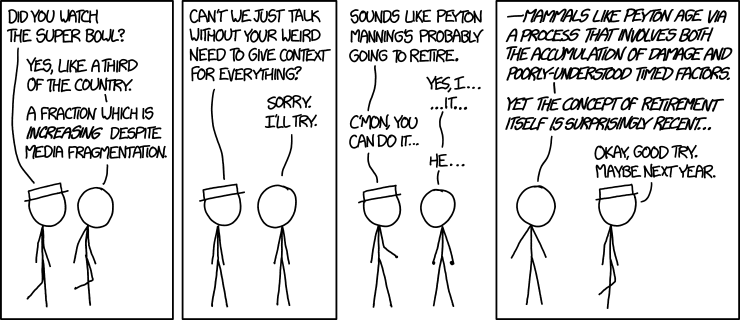 DID YOU WATCH
THE SUPER BOWL?
YES, LIKE A THIRD
OF THE COUNTRY.
A FRACTION WHICH IS
INCREASING DESPITE
MEDIA FRAGMENTATION.
CAN'T WE JUST TALK
WITHOUT YOUR WEIRD
NEED TO GIVE CONTEXT
FOR EVERYTHING?
SORRY.
I'LL TRY.
SOUNDS LIKE PEYTON
MANNING'S PROBABLY
GOING TO RETIRE.
YES, I...
...IT...
C'MON, YOU
CAN DO IT...
HE...
—MAMMALS LIKE PEYTON AGE VIA
A PROCESS THAT INVOLVES BOTH
THE ACCUMULATION OF DAMAGE AND
POORLY-UNDERSTOOD TIMED FACTORS.
YET THE CONCEPT OF RETIREMENT
ITSELF IS SURPRISINGLY RECENT...
OKAY, GOOD TRY.
MAYBE NEXT YEAR.